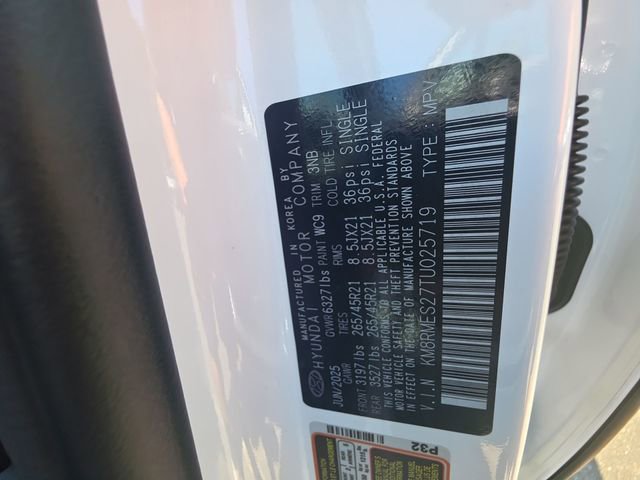 MANUFACTURED IN KOREA BY
HYUNDAI MOTOR COMPANY
JUN/2025 GVWR 6327lbs PAINT WC9 TRIM 3NB
GAWR TIRES RIMS COLD TIRE INFL.
FRONT 3197lbs 265/45R21 8.5JX21 36psi SINGLE
REAR 3527lbs 265/45R21 8.5JX21 36psi SINGLE
THIS VEHICLE CONFORMS TO ALL APPLICABLE U.S.A. FEDERAL
MOTOR VEHICLE SAFETY AND THEFT PREVENTION STANDARDS
IN EFFECT ON THE DATE OF MANUFACTURE SHOWN ABOVE
V.I.N KM8RMES27TU025719 TYPE: MPV
P32